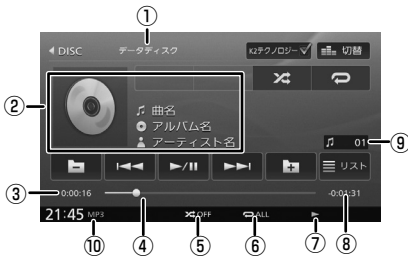 ①
DISC データディスク K2テクノロジー 切替
②
曲名
アルバム名
アーティスト名
01 ⑨
リスト
③ 0:00:16 -0:01:31
21:45 MP3 OFF ALL
⑩ ④ ⑤ ⑥ ⑦ ⑧